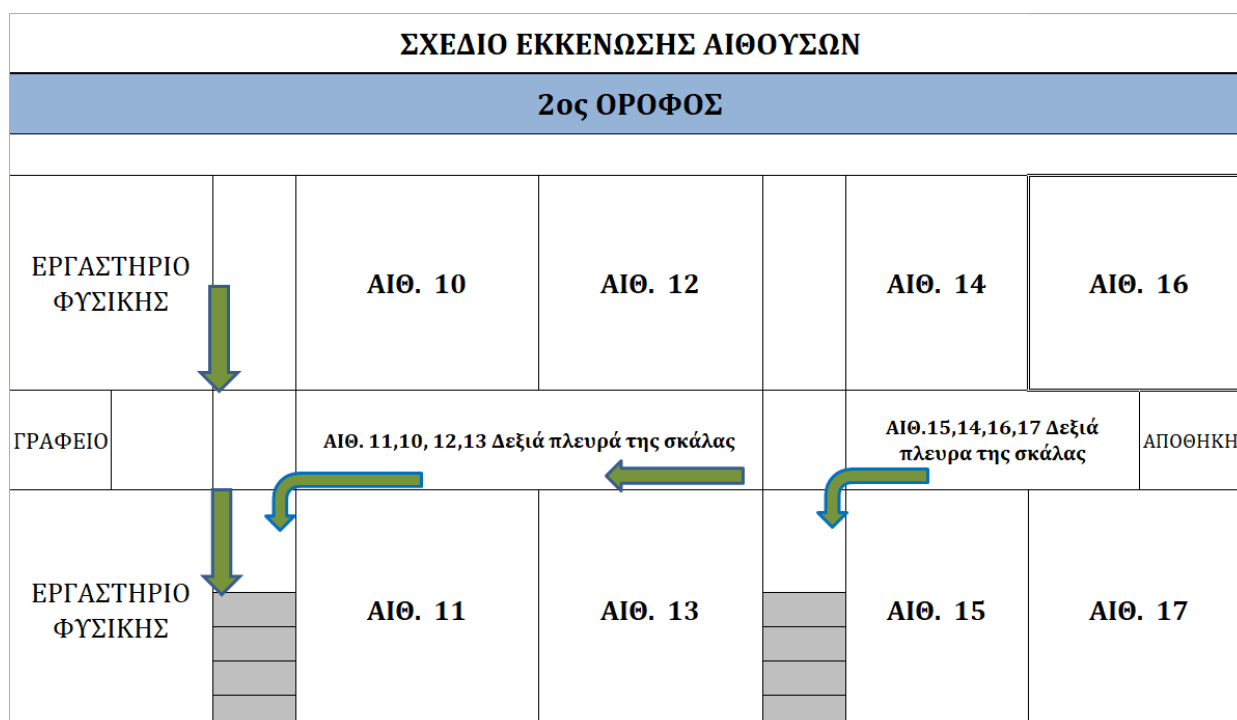 ΣΧΕΔΙΟ ΕΚΚΕΝΩΣΗΣ ΑΙΘΟΥΣΩΝ
2ος ΟΡΟΦΟΣ
ΕΡΓΑΣΤΗΡΙΟ
ΦΥΣΙΚΗΣ
ΑΙΘ. 10
ΑΙΘ. 12
ΑΙΘ. 14
ΑΙΘ. 16
ΓΡΑΦΕΙΟ
ΑΙΘ. 11,10, 12,13 Δεξιά πλευρά της σκάλας
ΑΙΘ.15,14,16,17 Δεξιά
πλευρα της σκάλας
ΑΠΟΘΗΚΗ
ΕΡΓΑΣΤΗΡΙΟ
ΦΥΣΙΚΗΣ
ΑΙΘ. 11
ΑΙΘ. 13
ΑΙΘ. 15
ΑΙΘ. 17